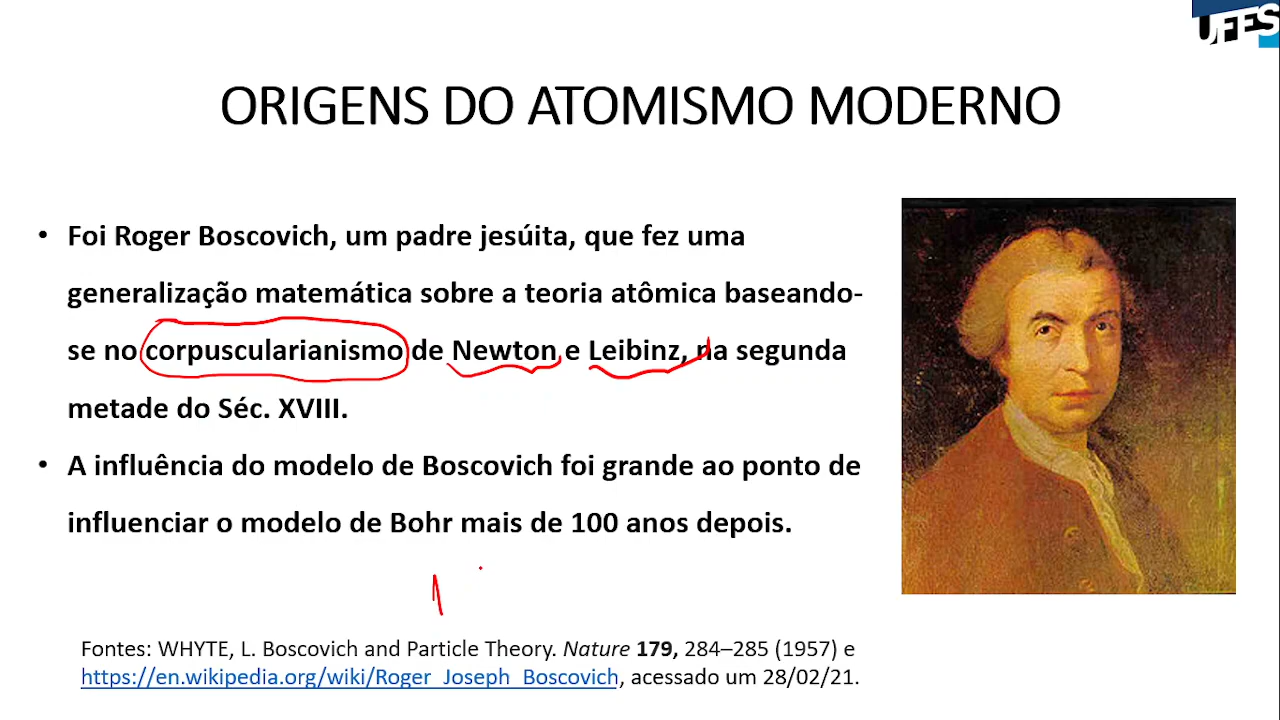 UFES
ORIGENS DO ATOMISMO MODERNO
• Foi Roger Boscovich, um padre jesúita, que fez uma
generalização matemática sobre a teoria atômica baseando-
se no corpuscularianismo de Newton e Leibinz, na segunda
metade do Séc. XVIII.
• A influência do modelo de Boscovich foi grande ao ponto de
influenciar o modelo de Bohr mais de 100 anos depois.
Fontes: WHYTE, L. Boscovich and Particle Theory. Nature 179, 284–285 (1957) e
https://en.wikipedia.org/wiki/Roger_Joseph_Boscovich, acessado um 28/02/21.